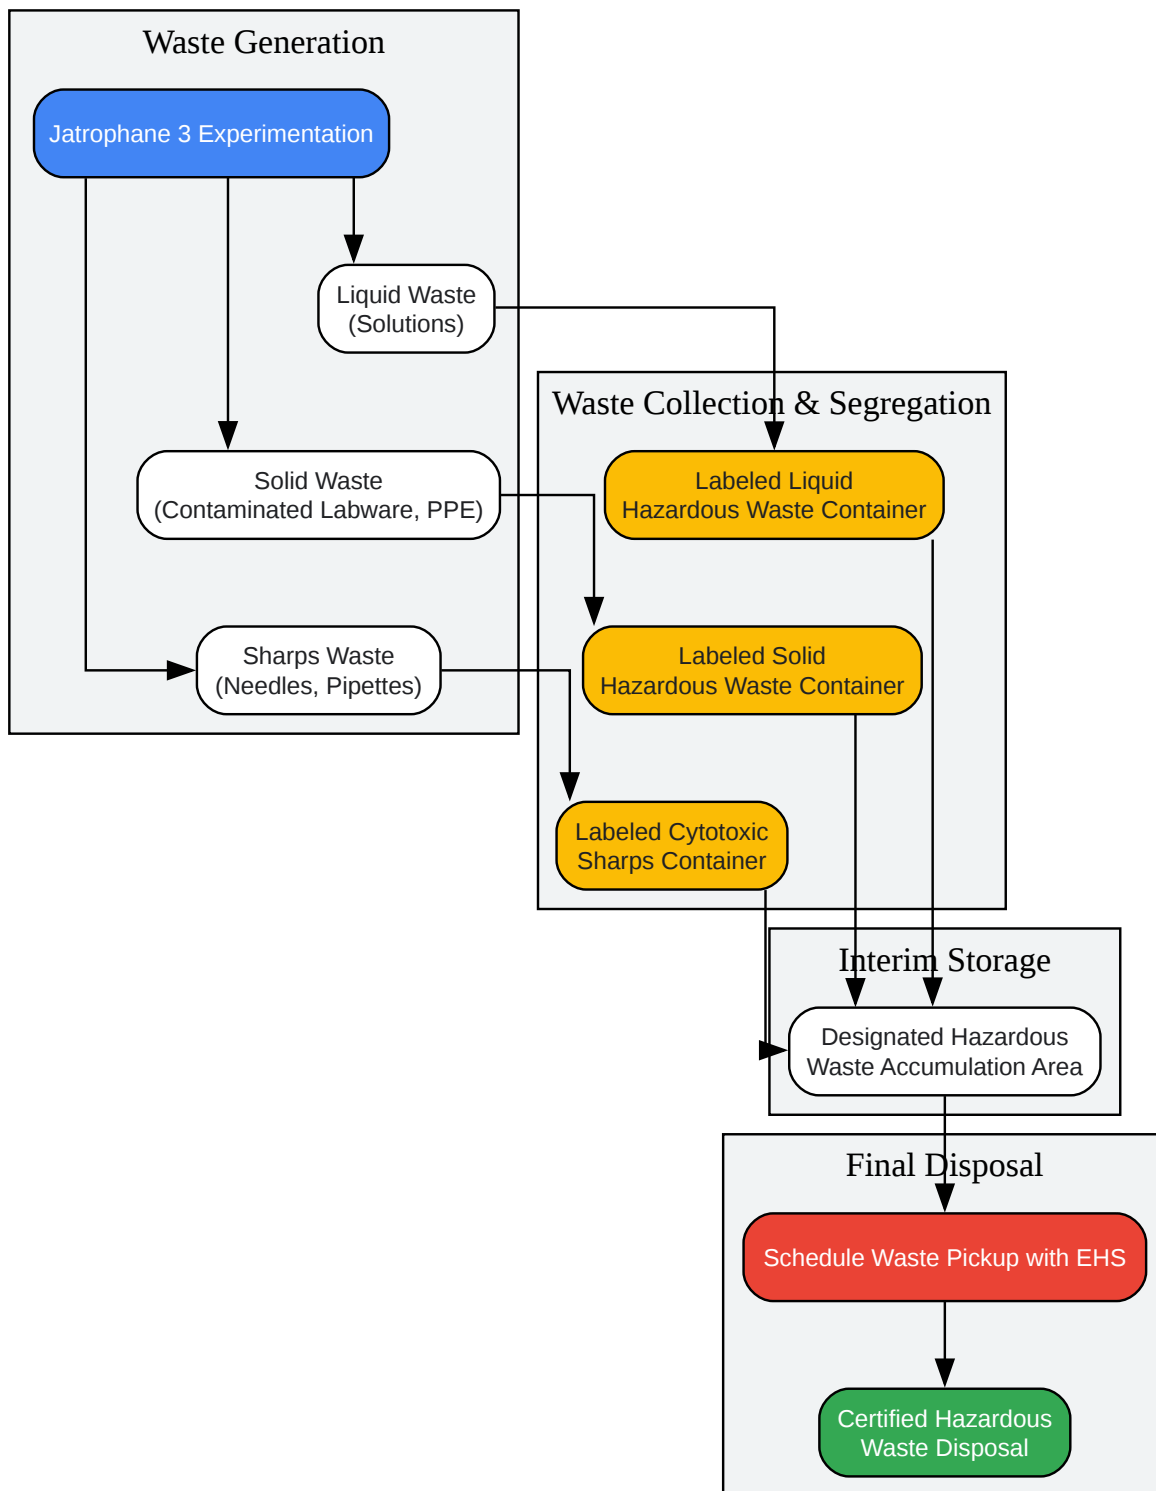 Waste Generation
Jatrophane 3 Experimentation
Liquid Waste
(Solutions)
Solid Waste
(Contaminated Labware, PPE)
Sharps Waste
(Needles, Pipettes)
Waste Collection & Segregation
Labeled Liquid
Hazardous Waste Container
Labeled Solid
Hazardous Waste Container
Labeled Cytotoxic
Sharps Container
Interim Storage
Designated Hazardous
Waste Accumulation Area
Final Disposal
Schedule Waste Pickup with EHS
Certified Hazardous
Waste Disposal